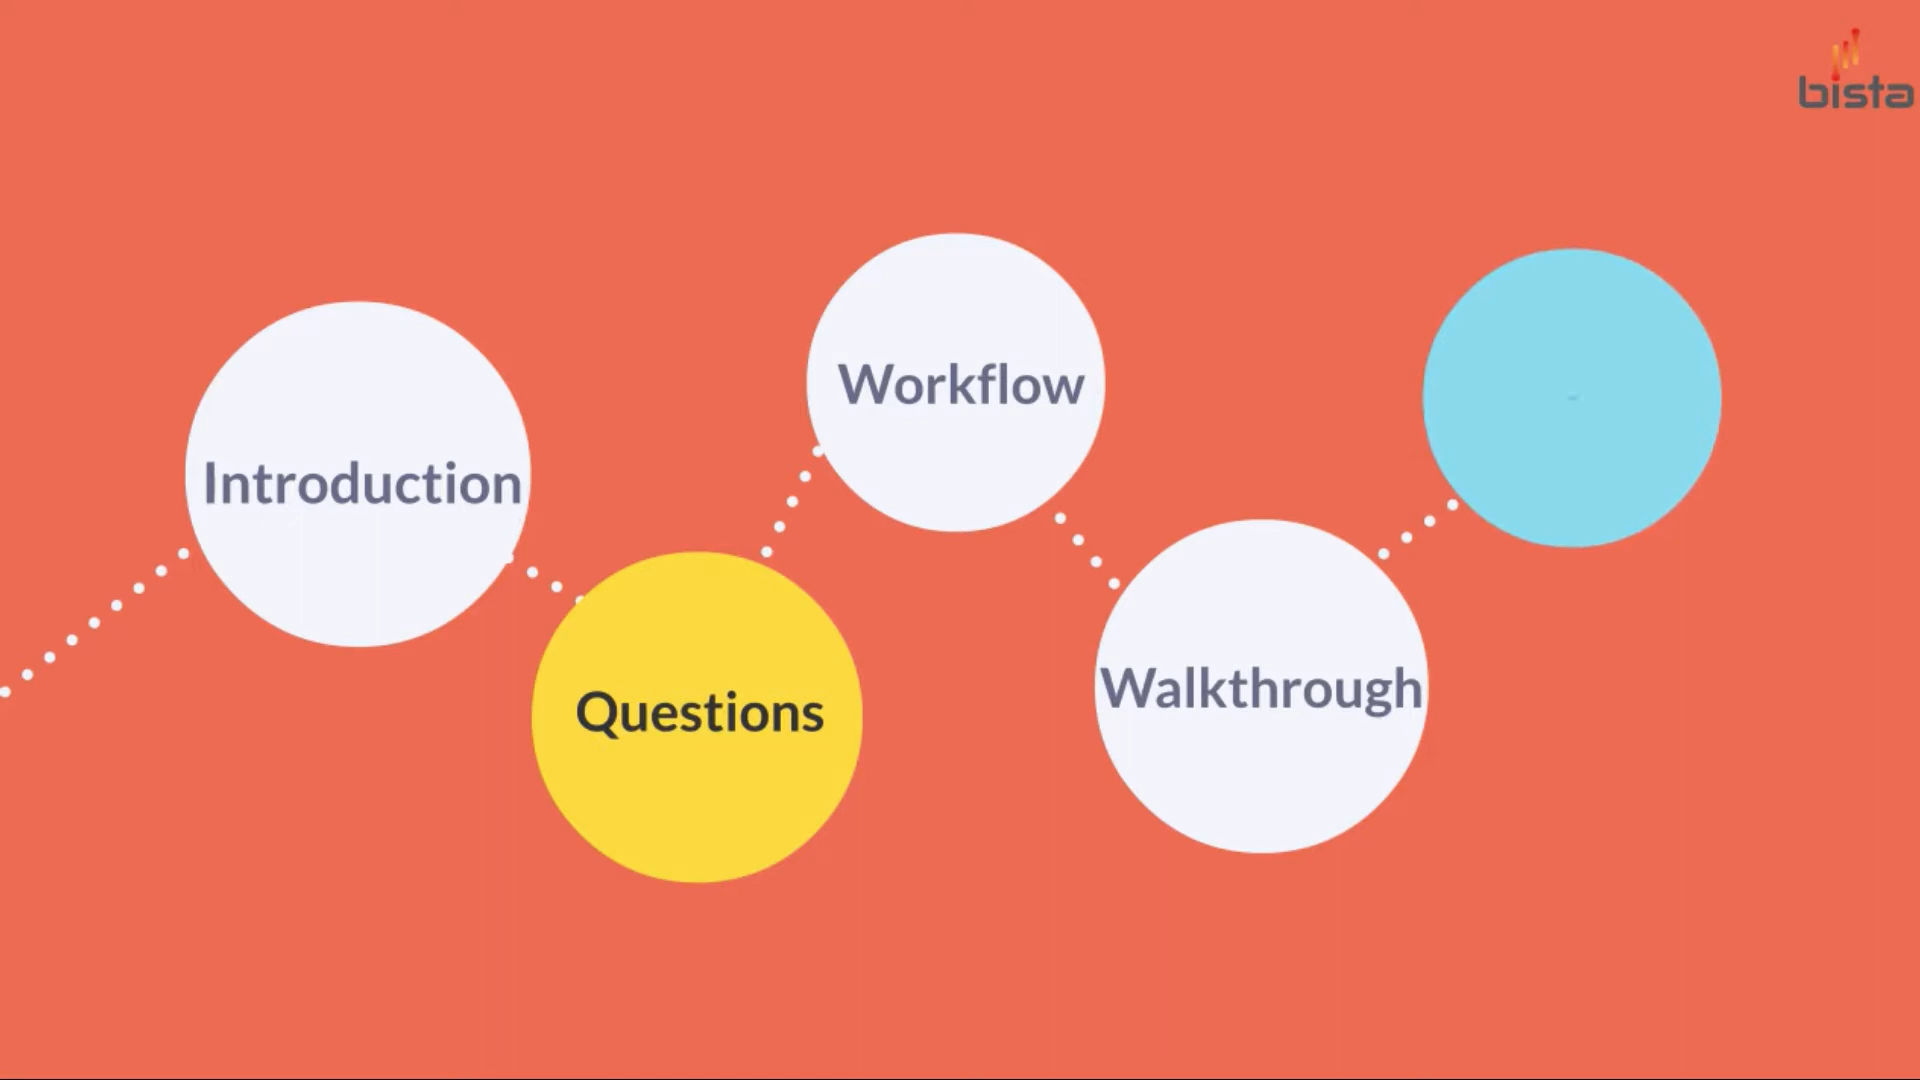 bista
Introduction
Questions
Workflow
Walkthrough